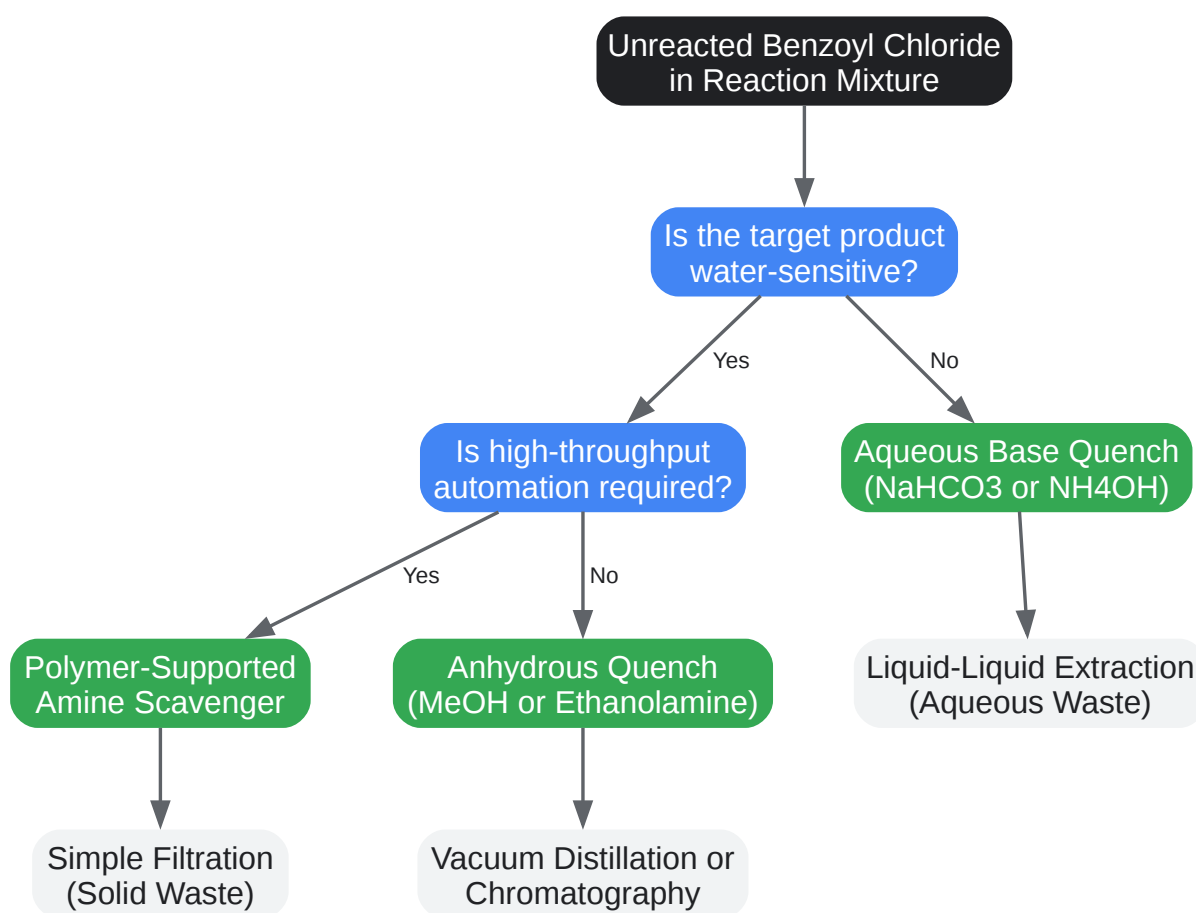 Unreacted Benzoyl Chloride
in Reaction Mixture
Is the target product
water-sensitive?
Yes
No
Is high-throughput
automation required?
Aqueous Base Quench
(NaHCO3 or NH4OH)
Yes
No
Polymer-Supported
Amine Scavenger
Anhydrous Quench
(MeOH or Ethanolamine)
Liquid-Liquid Extraction
(Aqueous Waste)
Simple Filtration
(Solid Waste)
Vacuum Distillation or
Chromatography